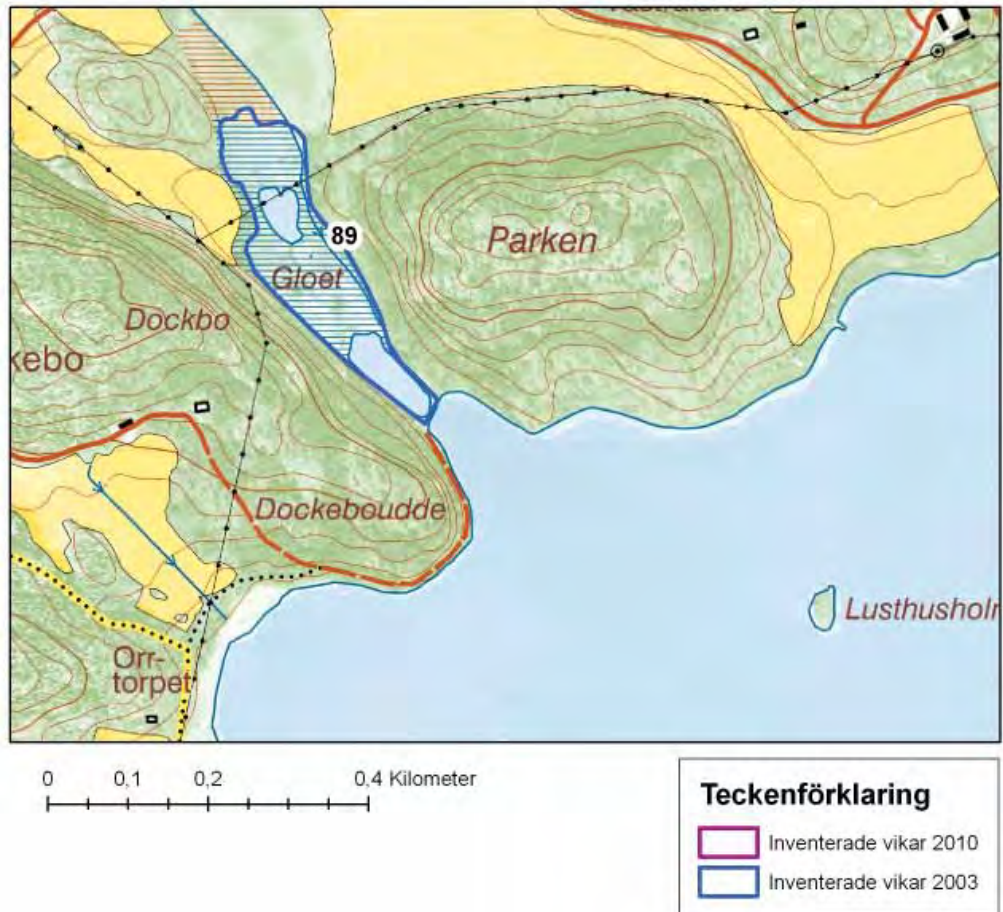 Parken
89
Gloet
Dockbo
kebo
Dockeboudde
Lusthusholm
Orr-
torpet
0 0,1 0,2 0,4 Kilometer
Teckenförklaring
Inventerade vikar 2010
Inventerade vikar 2003